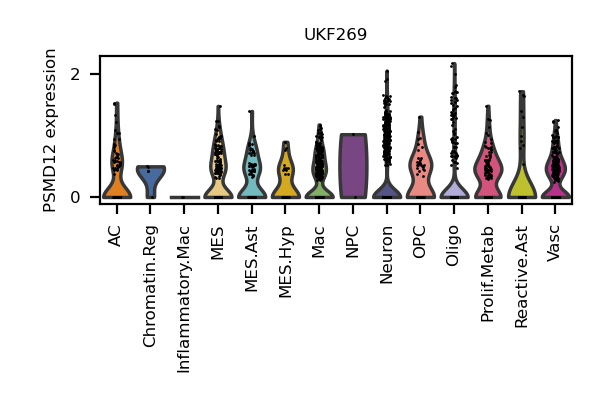 UKF269
PSMD12 expression
2
0
AC
Chromatin.Reg
Inflammatory.Mac
MES
MES.Ast
MES.Hyp
Mac
NPC
Neuron
OPC
Oligo
Prolif.Metab
Reactive.Ast
Vasc